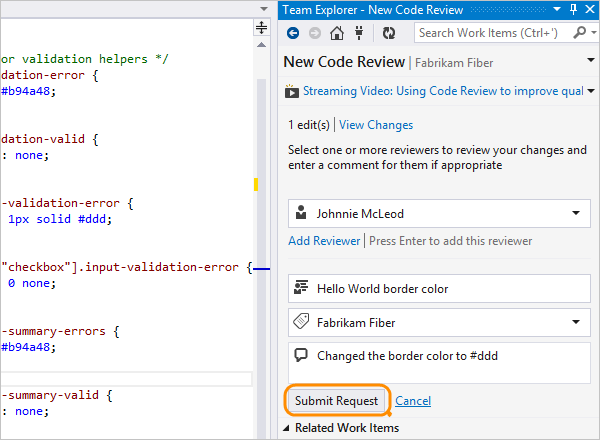 or validation helpers */
dation-error {
#b94a48;
dation-valid {
: none;
-validation-error {
1px solid #ddd;
"checkbox"].input-validation-error {
0 none;
-summary-errors {
#b94a48;
-summary-valid {
: none;
Team Explorer - New Code Review
Search Work Items (Ctrl+')
New Code Review | Fabrikam Fiber
Streaming Video: Using Code Review to improve qual
1 edit(s) | View Changes
Select one or more reviewers to review your changes and
enter a comment for them if appropriate
Johnnie McLeod
Add Reviewer | Press Enter to add this reviewer
Hello World border color
Fabrikam Fiber
Changed the border color to #ddd
Submit Request Cancel
Related Work Items